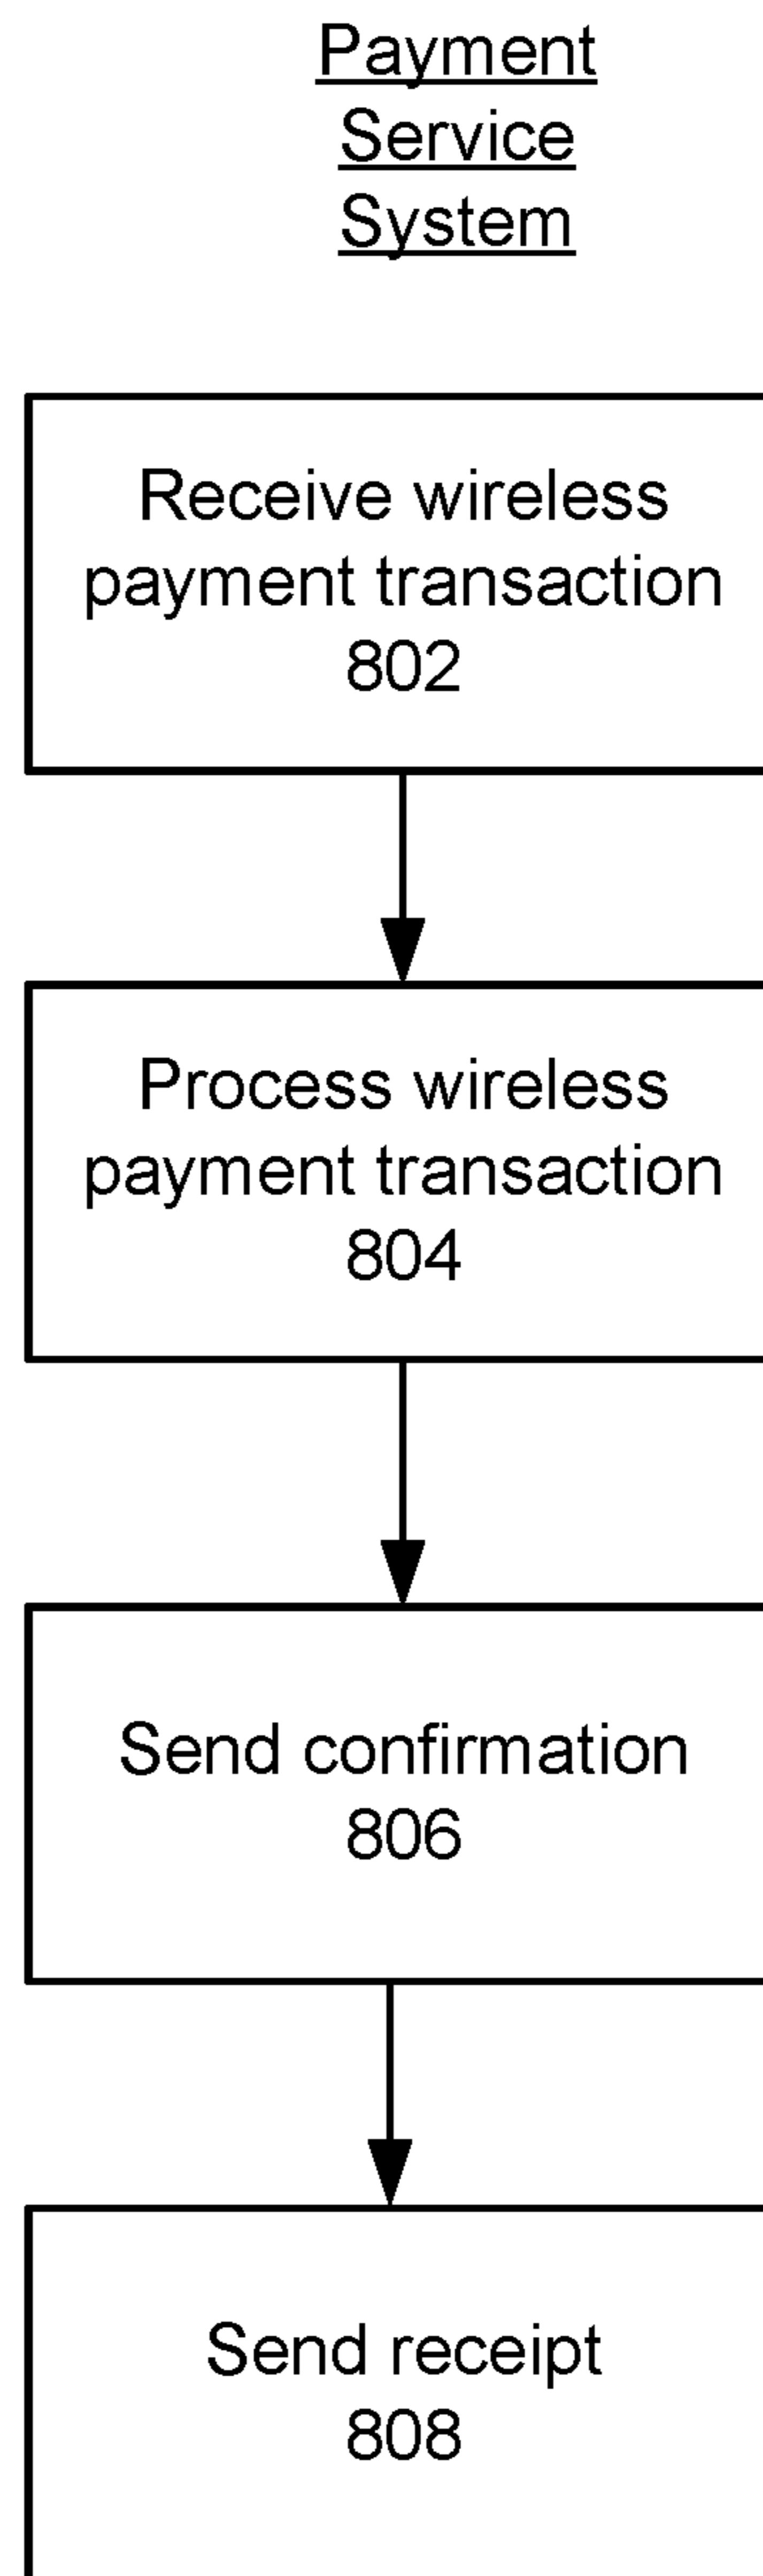 Payment
Service
System
Receive wireless
payment transaction
802
Process wireless
payment transaction
804
Send confirmation
806
Send receipt
808